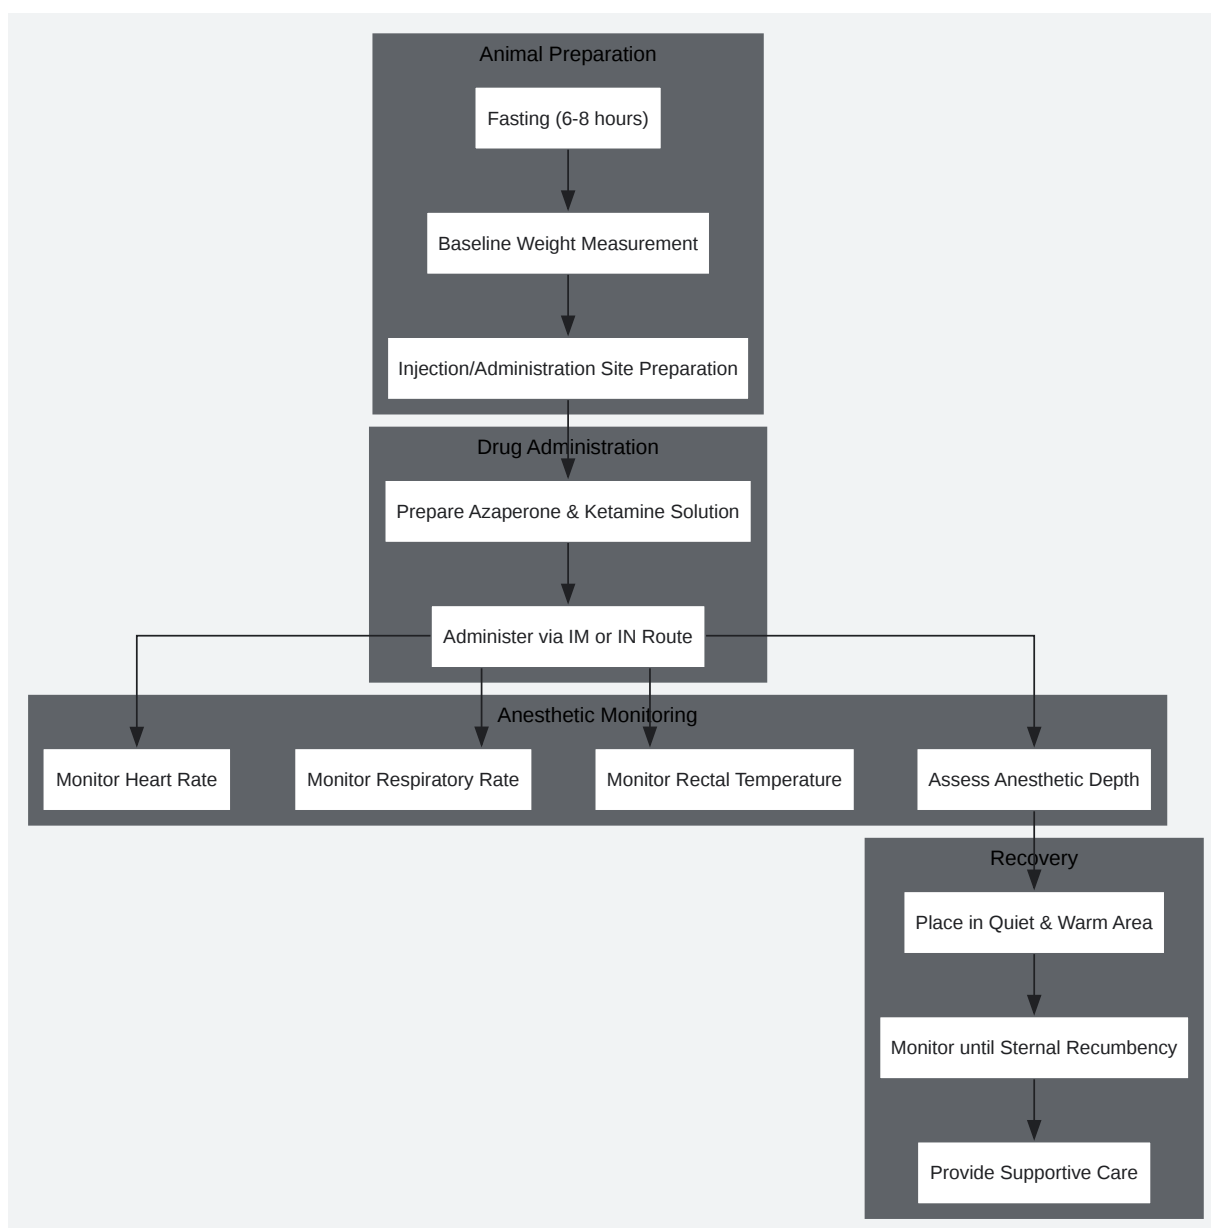 Animal Preparation
Fasting (6-8 hours)
Baseline Weight Measurement
Injection/Administration Site Preparation
Drug Administration
Prepare Azaperone & Ketamine Solution
Administer via IM or IN Route
Anesthetic Monitoring
Monitor Heart Rate
Monitor Respiratory Rate
Monitor Rectal Temperature
Assess Anesthetic Depth
Recovery
Place in Quiet & Warm Area
Monitor until Sternal Recumbency
Provide Supportive Care